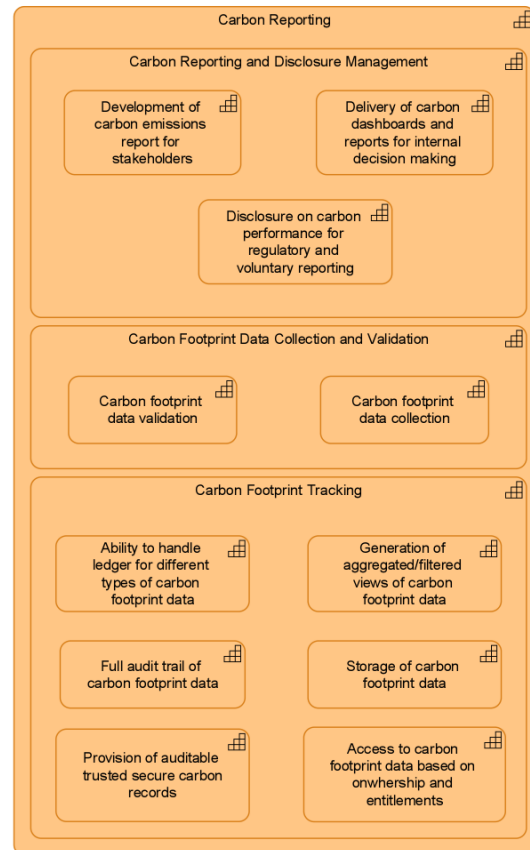 Carbon Reporting
Carbon Reporting and Disclosure Management
Development of
carbon emissions
report for
stakeholders
Delivery of carbon
dashboards and
reports for internal
decision making
Disclosure on carbon
performance for
regulatory and
voluntary reporting
Carbon Footprint Data Collection and Validation
Carbon footprint
data validation
Carbon footprint
data collection
Carbon Footprint Tracking
Ability to handle
ledger for different
types of carbon
footprint data
Generation of
aggregated/filtered
views of carbon
footprint data
Full audit trail of
carbon footprint data
Storage of carbon
footprint data
Provision of auditable
trusted secure carbon
records
Access to carbon
footprint data based on
onwhership and
entitlements